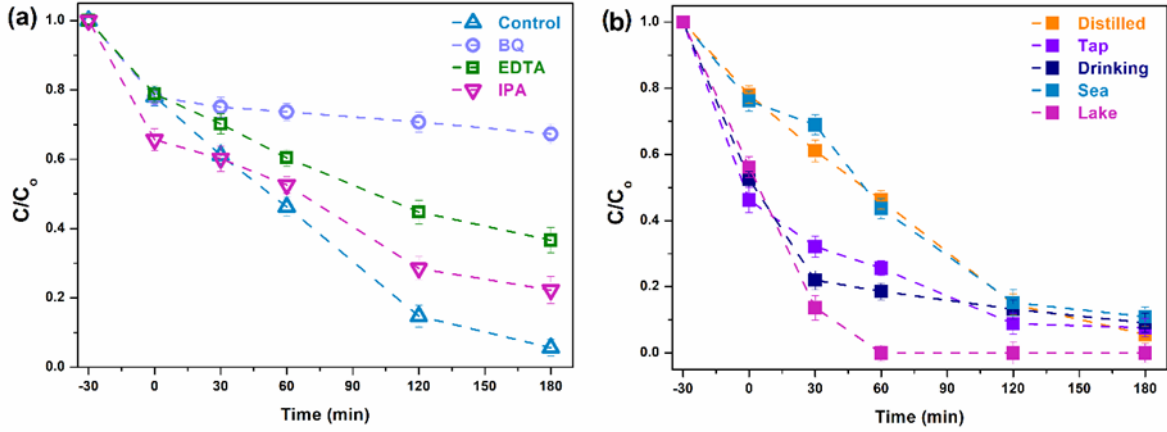 (a)
Control
BQ
EDTA
IPA
C/Co
1.0
0.8
0.6
0.4
0.2
0.0
-30 0 30 60 90 120 150 180
Time (min)
(b)
Distilled
Tap
Drinking
Sea
Lake
C/Co
1.0
0.8
0.6
0.4
0.2
0.0
-30 0 30 60 90 120 150 180
Time (min)